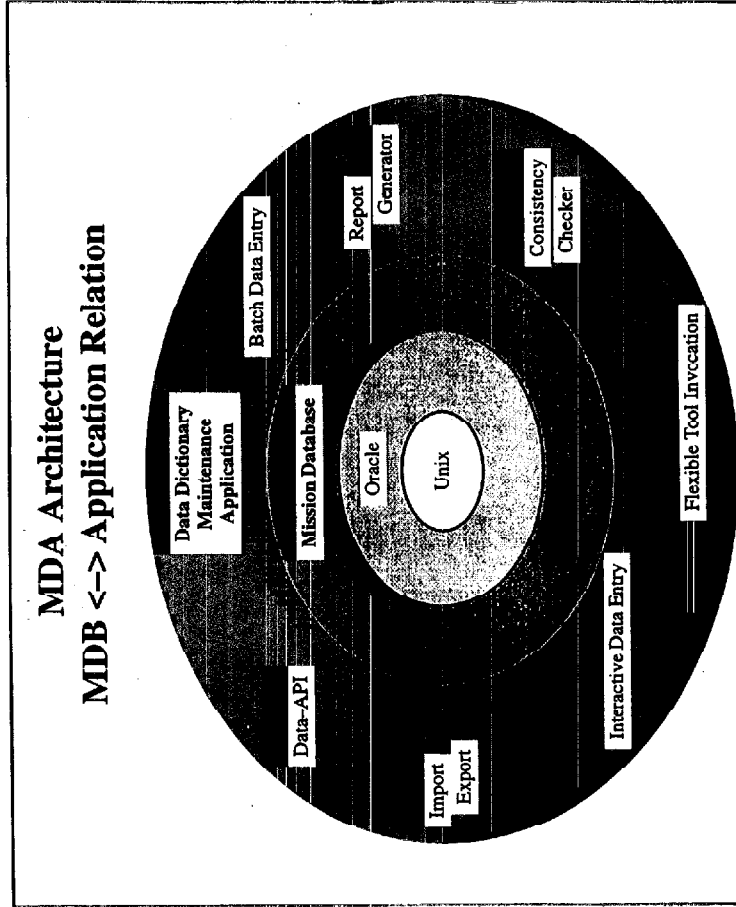 MDA Architecture
MDB <-> Application Relation
Data Dictionary
Maintenance
Application
Batch Data Entry
Data-API
Mission Database
Report
Generator
Oracle
Unix
Import
Export
Consistency
Checker
Interactive Data Entry
Flexible Tool Invocation